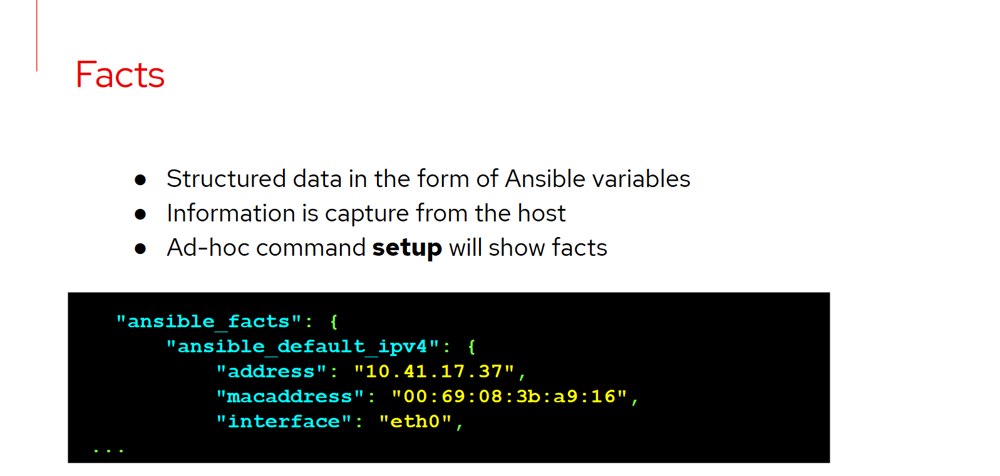 Facts
● Structured data in the form of Ansible variables
● Information is capture from the host
● Ad-hoc command setup will show facts
"ansible_facts": {
"ansible_default_ipv4": {
"address": "10.41.17.37",
"macaddress": "00:69:08:3b:a9:16",
"interface": "eth0",
...